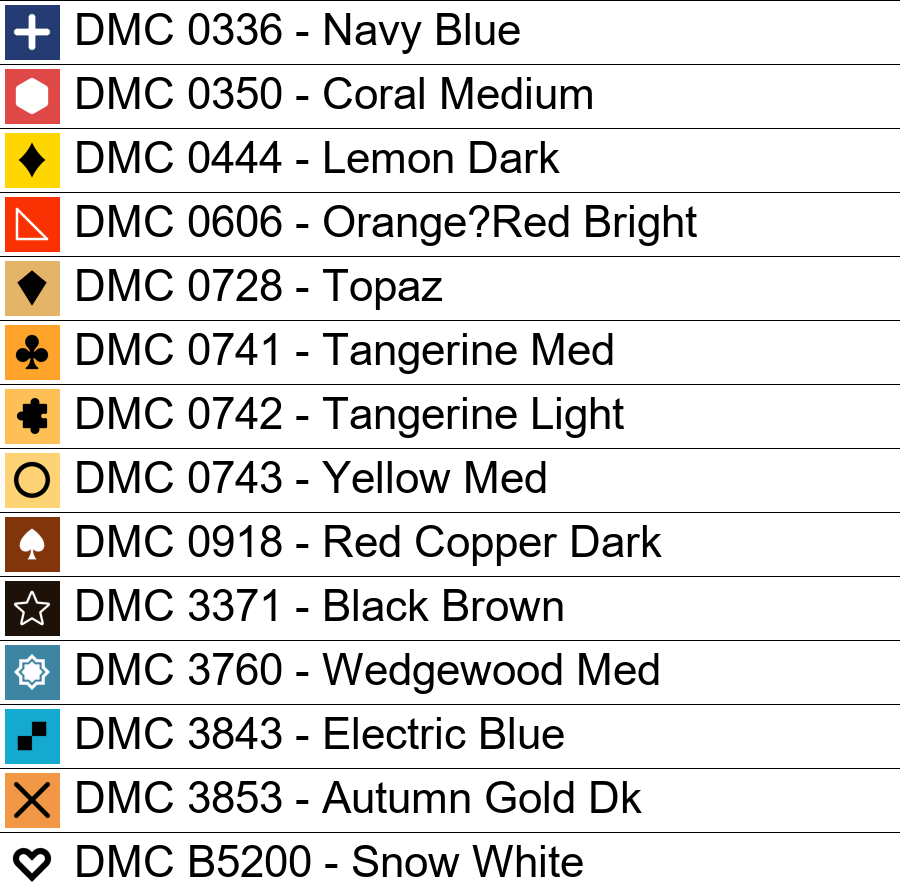 DMC 0336 - Navy Blue
DMC 0350 - Coral Medium
DMC 0444 - Lemon Dark
DMC 0606 - Orange?Red Bright
DMC 0728 - Topaz
DMC 0741 - Tangerine Med
DMC 0742 - Tangerine Light
DMC 0743 - Yellow Med
DMC 0918 - Red Copper Dark
DMC 3371 - Black Brown
DMC 3760 - Wedgewood Med
DMC 3843 - Electric Blue
DMC 3853 - Autumn Gold Dk
DMC B5200 - Snow White